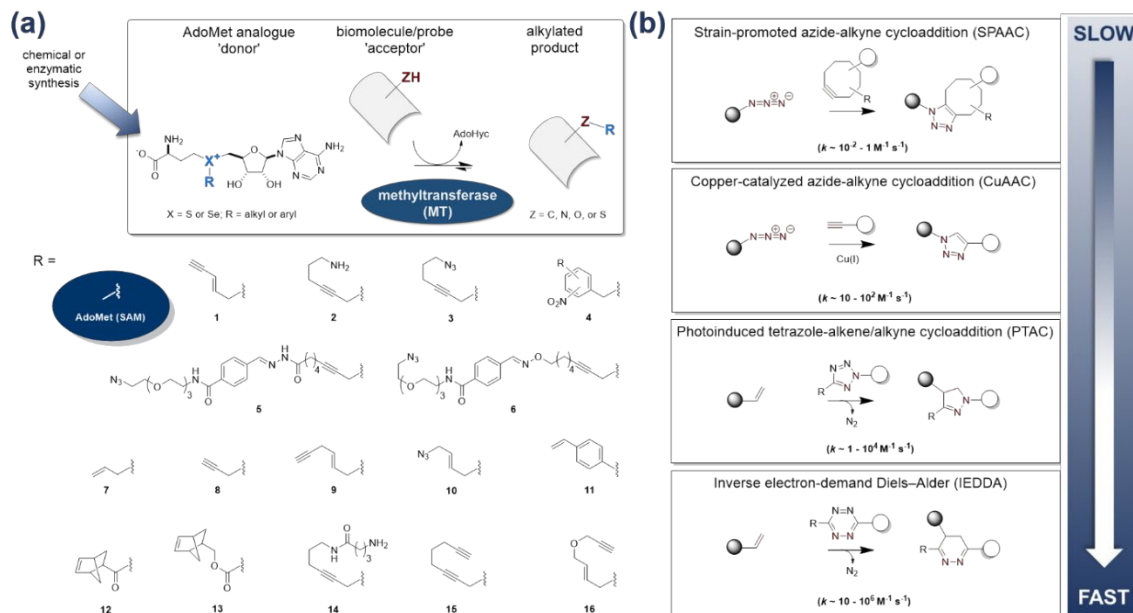 (a)
AdoMet analogue
'donor'
biomolecule/probe
'acceptor'
alkylated
product
chemical or
enzymatic
synthesis
ZH
Z
R
AdoHyc
NH2
⊖O
O
X+
R
O
HO OH
N
N
N
N
NH2
methyltransferase
(MT)
X = S or Se; R = alkyl or aryl
Z = C, N, O, or S
R =
AdoMet (SAM)
1
NH2
2
N3
3
R
O2N
4
N3
O
3
H
N
O
N
H
N
O
4
5
N3
O
3
H
N
O
N
O
4
6
7
8
9
N3
10
11
O
12
O
O
13
H
N
O
NH2
3
14
15
O
16
(b)
Strain-promoted azide-alkyne cycloaddition (SPAAC)
N=N=N
⊕ ⊖
R
N
N=N
R
(k ~ 10-2 - 1 M-1 s-1)
Copper-catalyzed azide-alkyne cycloaddition (CuAAC)
N=N=N
⊕ ⊖
Cu(I)
N
N=N
(k ~ 10 - 102 M-1 s-1)
Photoinduced tetrazole-alkene/alkyne cycloaddition (PTAC)
N=N
N
N
R
N2
N
N
R
(k ~ 1 - 104 M-1 s-1)
Inverse electron-demand Diels–Alder (IEDDA)
N=N
R
N-N
N2
R
N-N
(k ~ 10 - 105 M-1 s-1)
SLOW
FAST